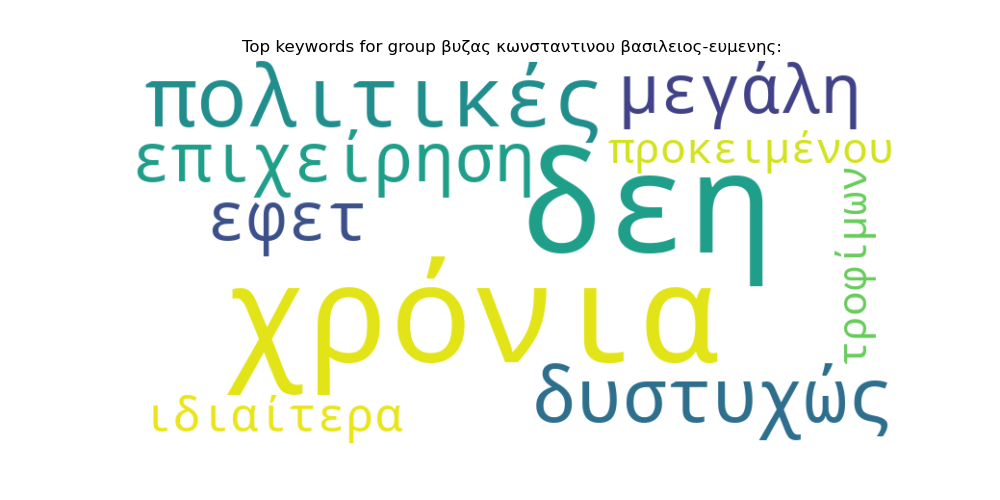 Top keywords for group βυζας κωνσταντινου βασιλειος-ευμενης:
πολιτικές
μεγάλη
επιχείρηση
προκειμένου
δεη
εφετ
τροφίμων
χρόνια
δυστυχώς
ιδιαίτερα